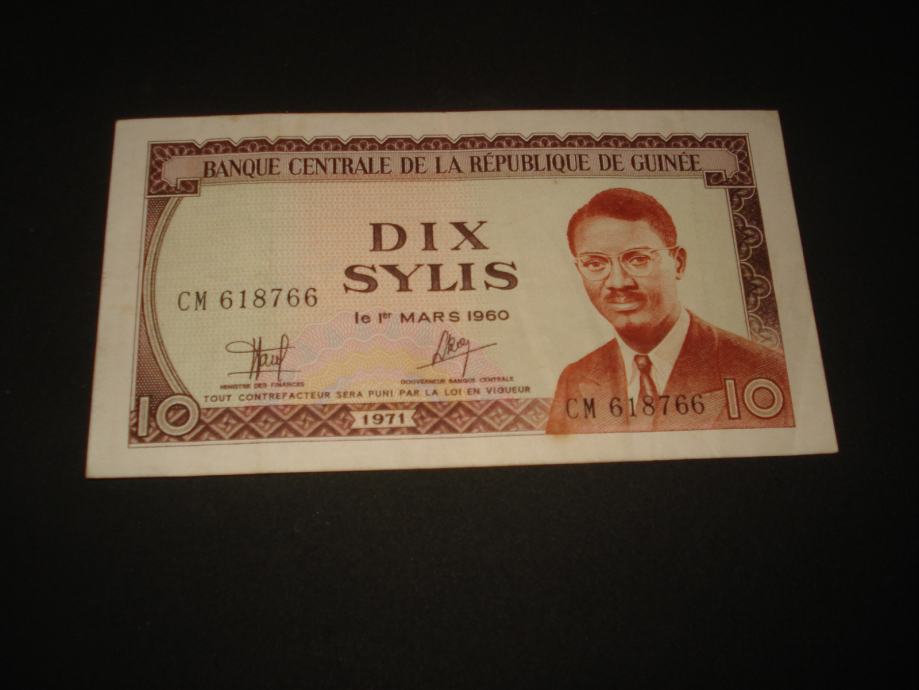 BANQUE CENTRALE DE LA RÉPUBLIQUE DE GUINÉE
DIX
SYLIS
CM 618766
le 1er MARS 1960
MINISTRE DES FINANCES
GOUVERNEUR BANQUE CENTRALE
TOUT CONTREFACTEUR SERA PUNI PAR LA LOI EN VIGUEUR
10
1971
CM 618766
10